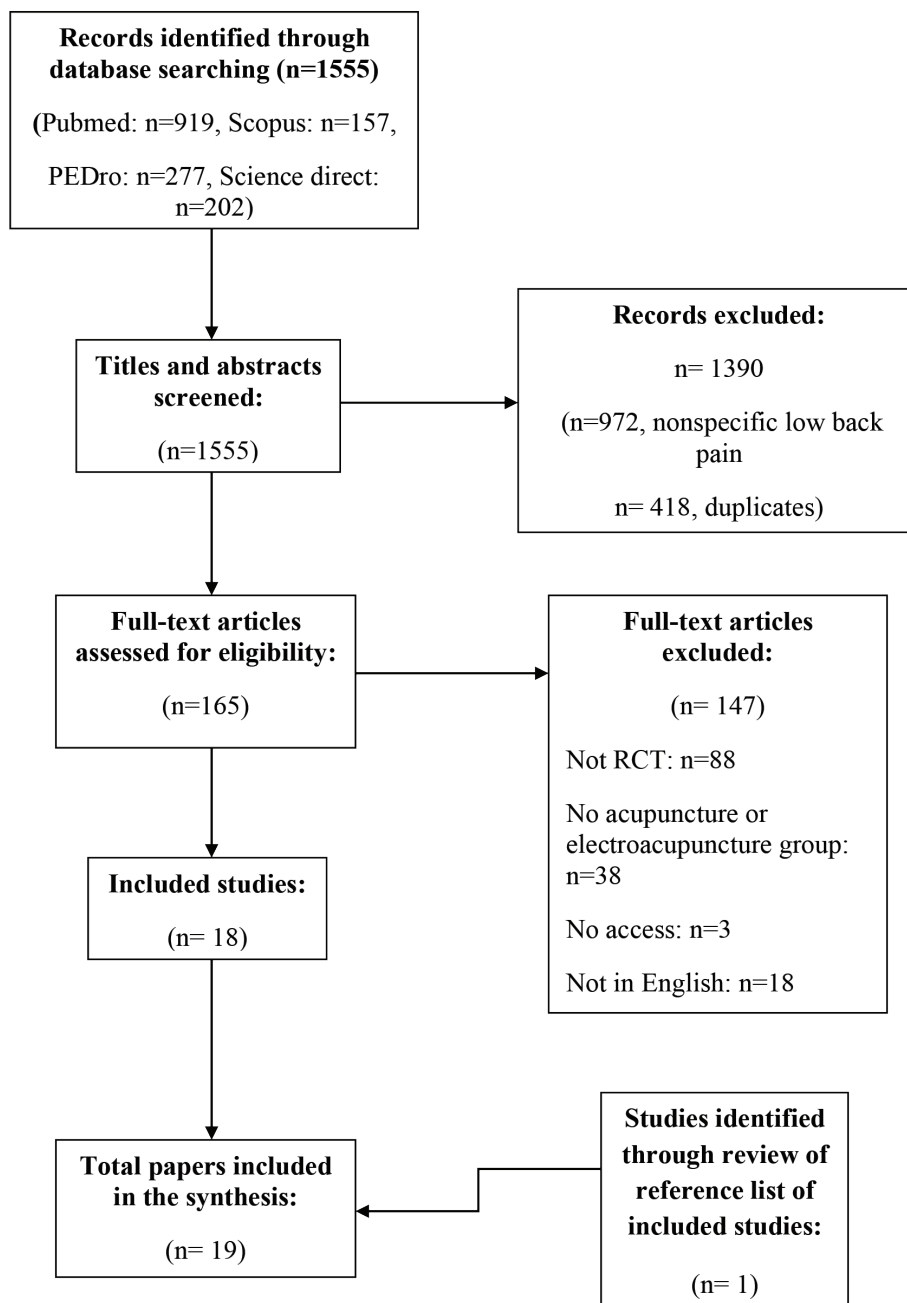 Records identified through
database searching (n=1555)
(Pubmed: n=919, Scopus: n=157,
PEDro: n=277, Science direct:
n=202)
Titles and abstracts
screened:
(n=1555)
Records excluded:
n= 1390
(n=972, nonspecific low back
pain
n= 418, duplicates)
Full-text articles
assessed for eligibility:
(n=165)
Full-text articles
excluded:
(n= 147)
Not RCT: n=88
No acupuncture or
electroacupuncture group:
n=38
No access: n=3
Not in English: n=18
Included studies:
(n= 18)
Total papers included
in the synthesis:
(n= 19)
Studies identified
through review of
reference list of
included studies:
(n= 1)